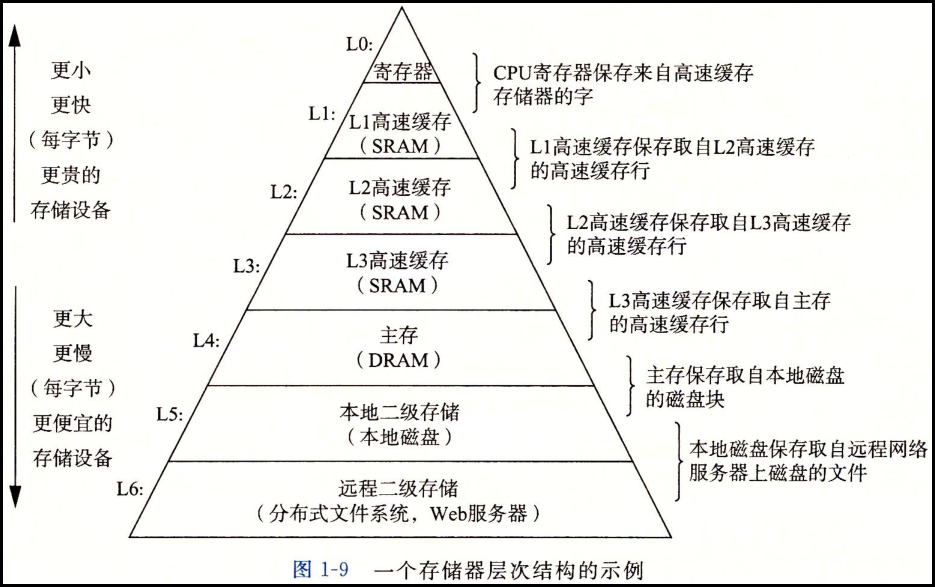 更小
更快
（每字节）
更贵的
存储设备
更大
更慢
（每字节）
更便宜的
存储设备
L0:
寄存器
CPU寄存器保存来自高速缓存
存储器的字
L1:
L1高速缓存
（SRAM）
L1高速缓存保存取自L2高速缓存
的高速缓存行
L2:
L2高速缓存
（SRAM）
L2高速缓存保存取自L3高速缓存
的高速缓存行
L3:
L3高速缓存
（SRAM）
L3高速缓存保存取自主存
的高速缓存行
L4:
主存
（DRAM）
主存保存取自本地磁盘
的磁盘块
L5:
本地二级存储
（本地磁盘）
本地磁盘保存取自远程网络
服务器上磁盘的文件
L6:
远程二级存储
（分布式文件系统，Web服务器）
图 1-9 一个存储器层次结构的示例